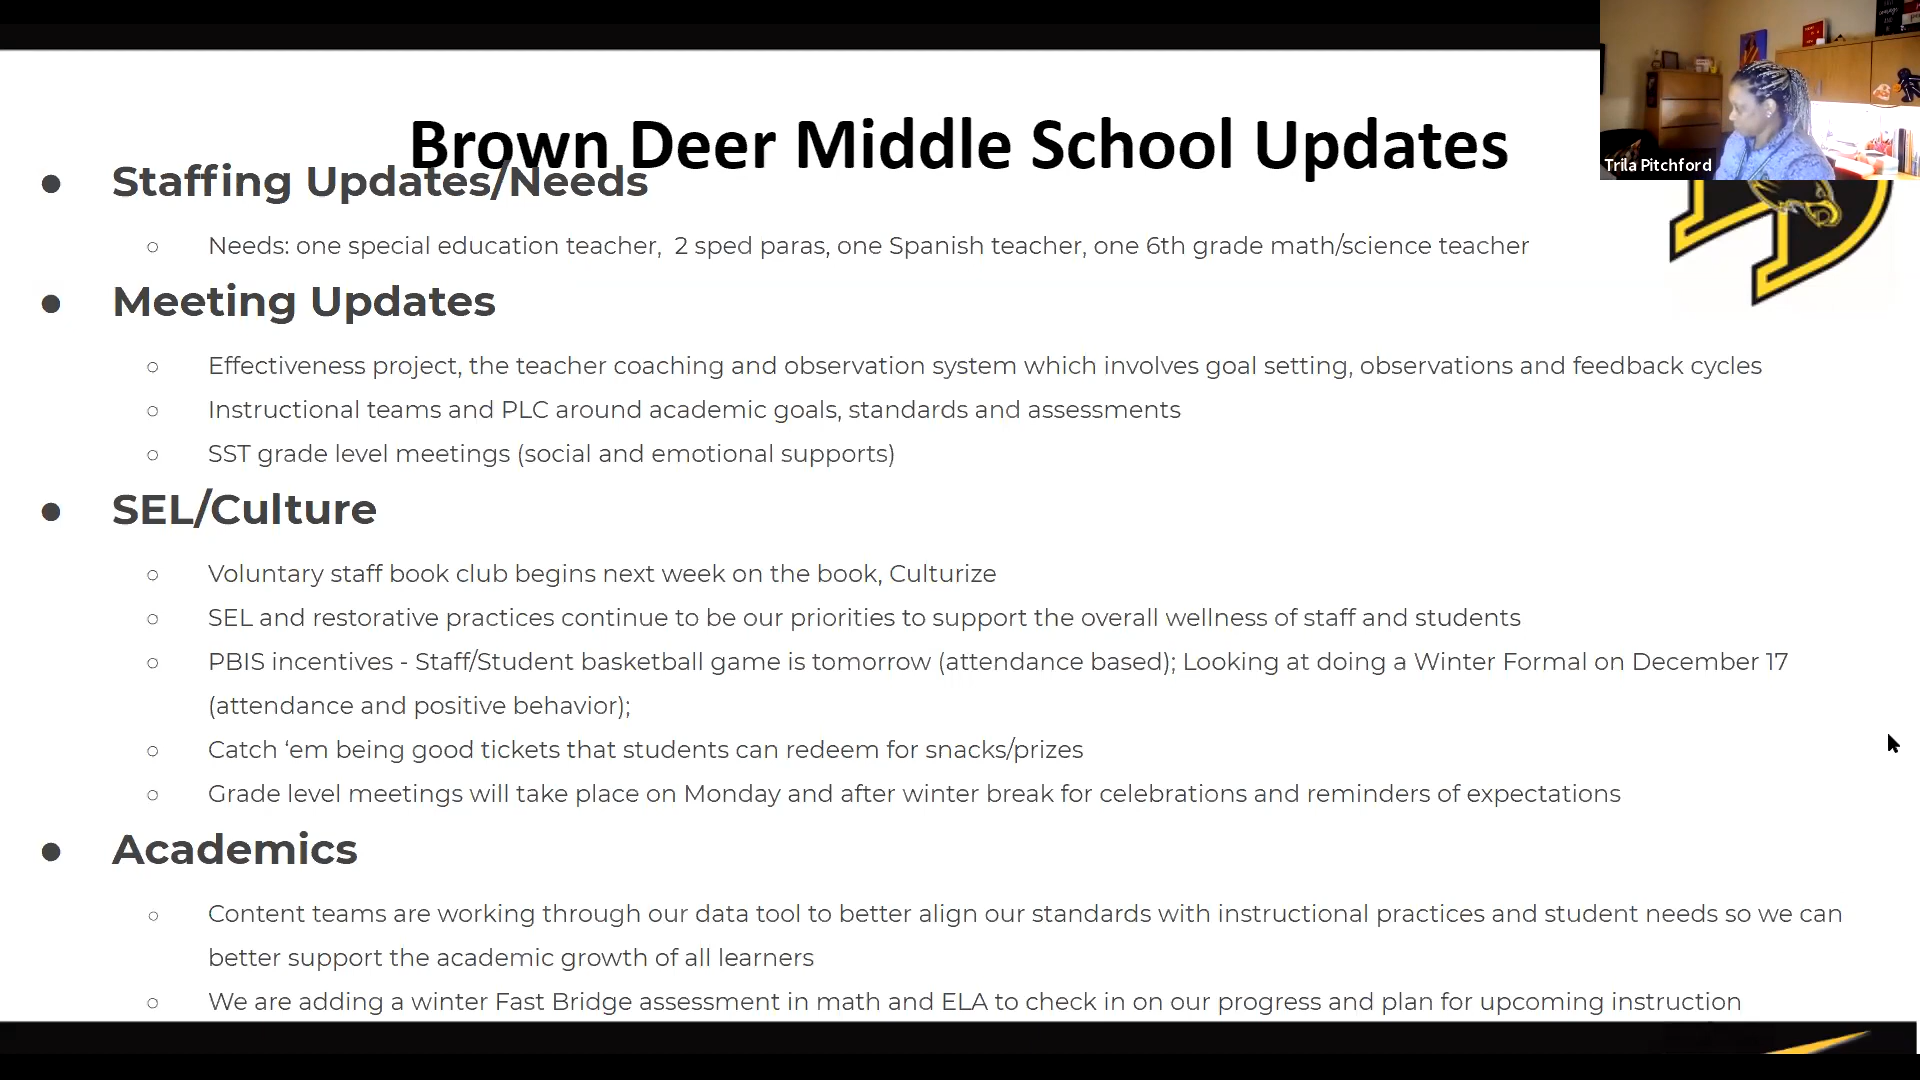 Brown Deer Middle School Updates
Trila Pitchford
● Staffing Updates/Needs
○ Needs: one special education teacher,  2 sped paras, one Spanish teacher, one 6th grade math/science teacher
● Meeting Updates
○ Effectiveness project, the teacher coaching and observation system which involves goal setting, observations and feedback cycles
○ Instructional teams and PLC around academic goals, standards and assessments
○ SST grade level meetings (social and emotional supports)
● SEL/Culture
○ Voluntary staff book club begins next week on the book, Culturize
○ SEL and restorative practices continue to be our priorities to support the overall wellness of staff and students
○ PBIS incentives - Staff/Student basketball game is tomorrow (attendance based); Looking at doing a Winter Formal on December 17
(attendance and positive behavior);
○ Catch ‘em being good tickets that students can redeem for snacks/prizes
○ Grade level meetings will take place on Monday and after winter break for celebrations and reminders of expectations
● Academics
○ Content teams are working through our data tool to better align our standards with instructional practices and student needs so we can
better support the academic growth of all learners
○ We are adding a winter Fast Bridge assessment in math and ELA to check in on our progress and plan for upcoming instruction